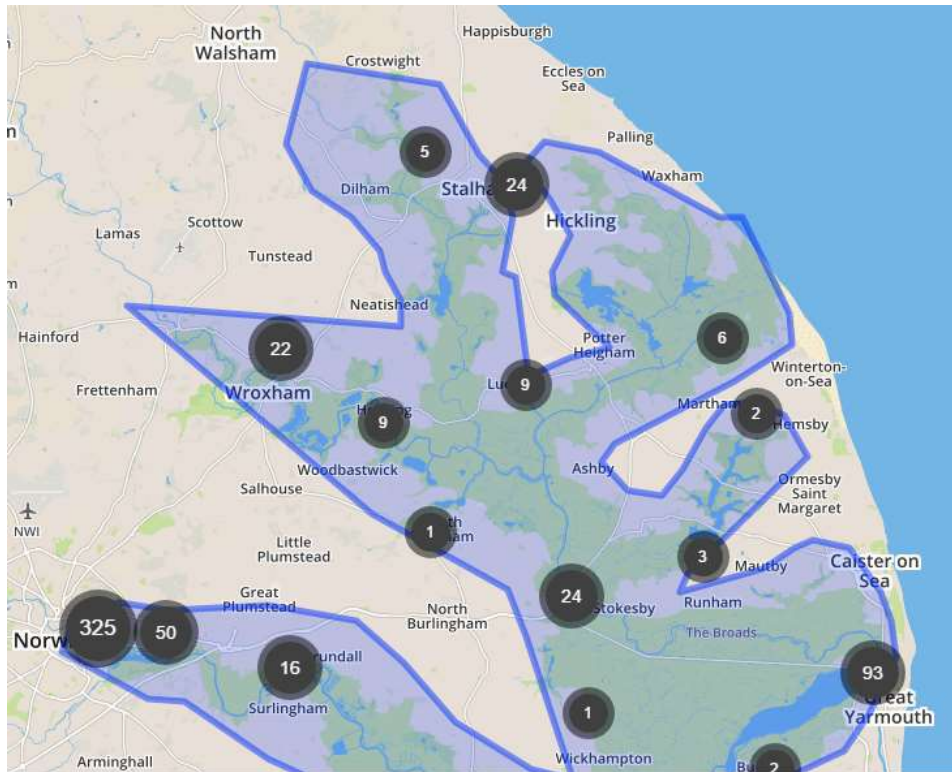 Happisburgh
North
Walsham
Crostwight
Eccles on
Sea
Palling
5
Waxham
Dilham
24
Hickling
Scottow
Lamas
Tunstead
Neatishead
Hainford
22
Potter
Heigham
6
Winterton-
on-Sea
Frettenham
Wroxham
9
9
Martham
2
Hemsby
Woodbastwick
Ashby
Salhouse
Ormesby
Saint
Margaret
NWI
1
Little
Plumstead
3
Mautby
Caister on
Sea
Great
Plumstead
24
Stokesby
Runham
North
Burlingham
325
50
The Broads
16
93
Great
Yarmouth
Surlingham
1
Wickhampton
Arminghall
2